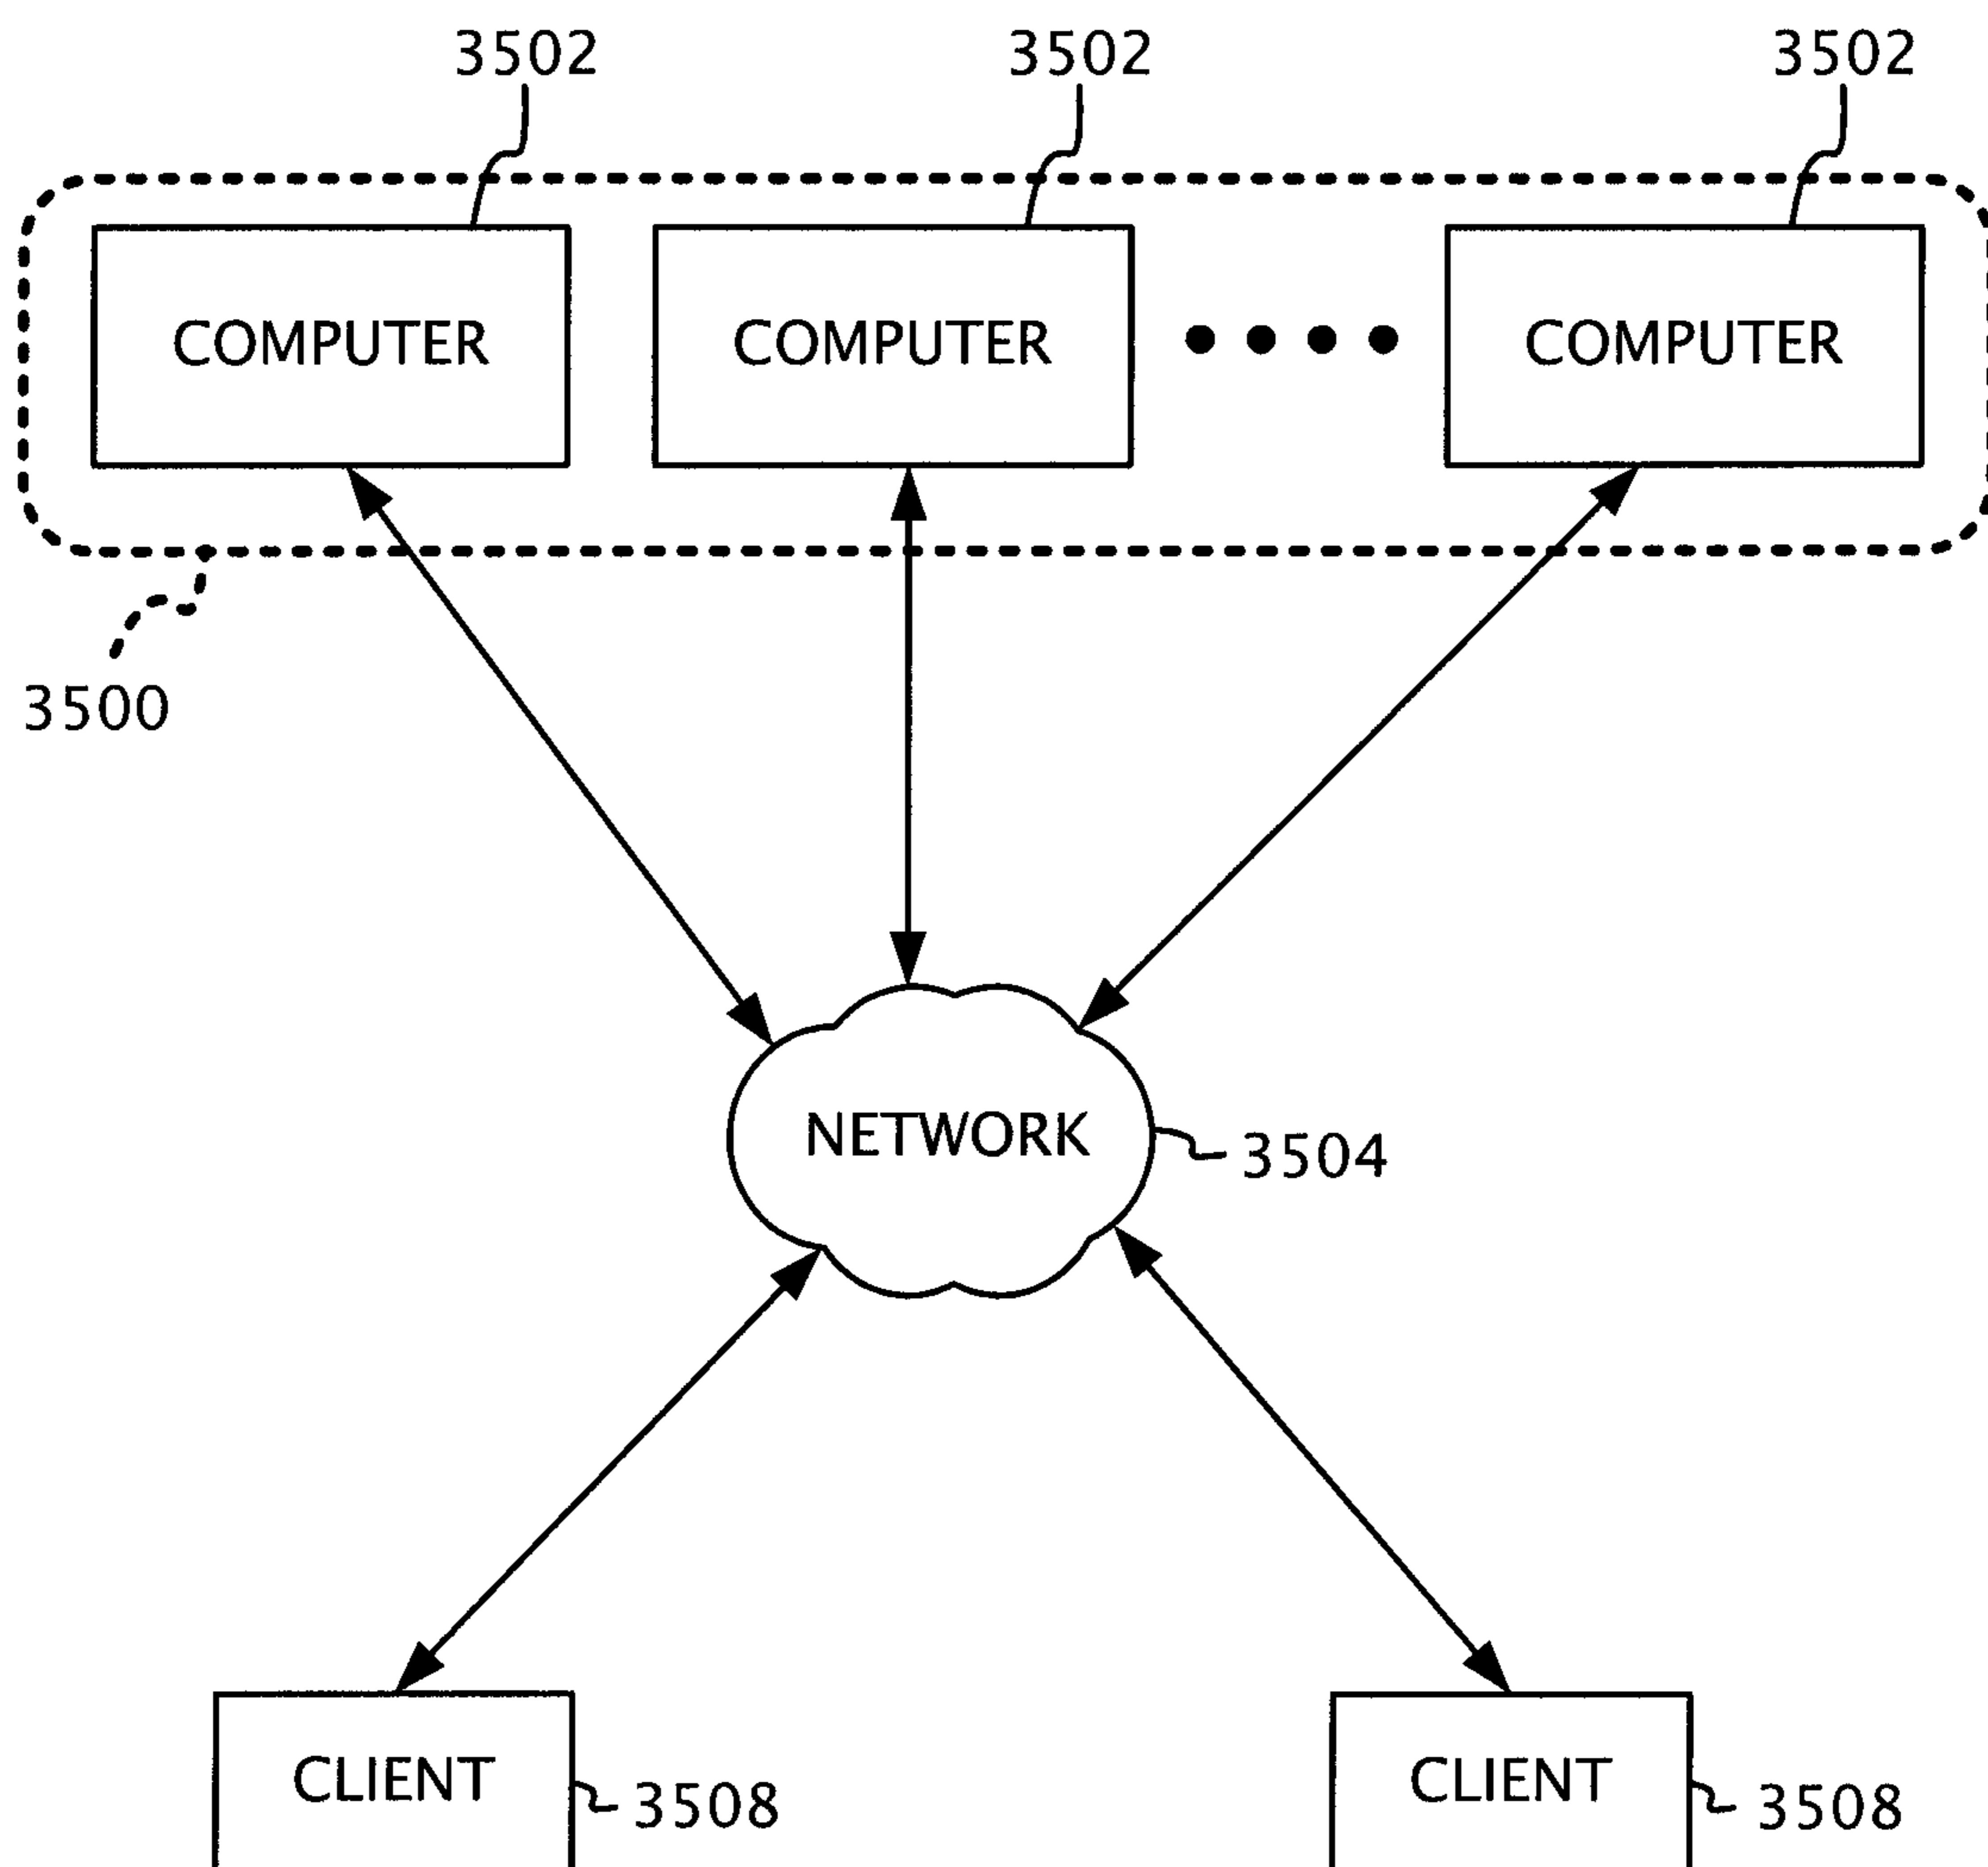 3502 3502 3502
COMPUTER COMPUTER COMPUTER
3500
NETWORK 3504
CLIENT 3508 CLIENT 3508